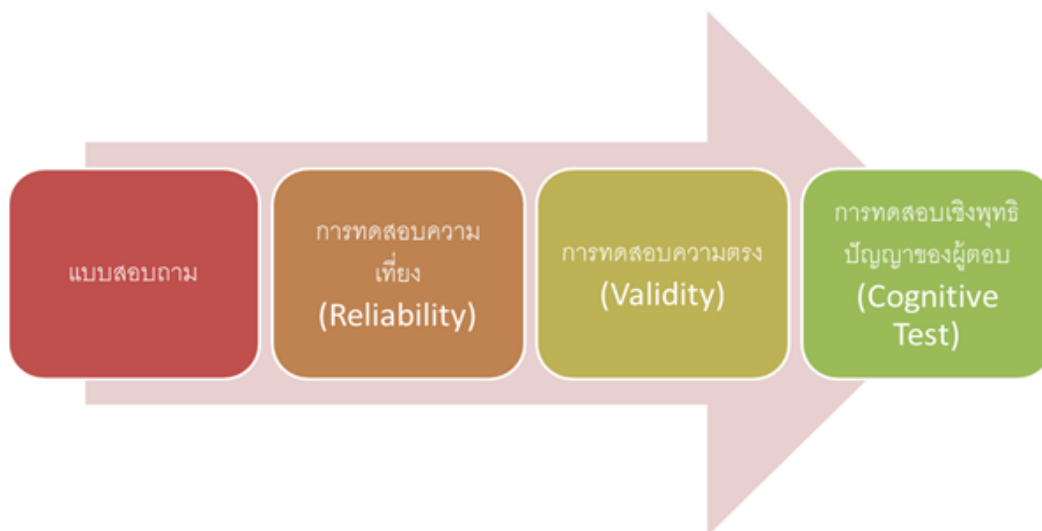 แบบสอบถาม
การทดสอบความ
เที่ยง
(Reliability)
การทดสอบความตรง
(Validity)
การทดสอบเชิงพุทธิ
ปัญญาของผู้ตอบ
(Cognitive
Test)